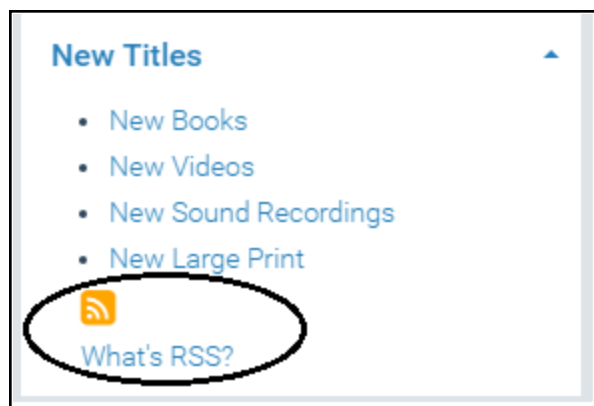 New Titles
New Books
New Videos
New Sound Recordings
New Large Print
What's RSS?